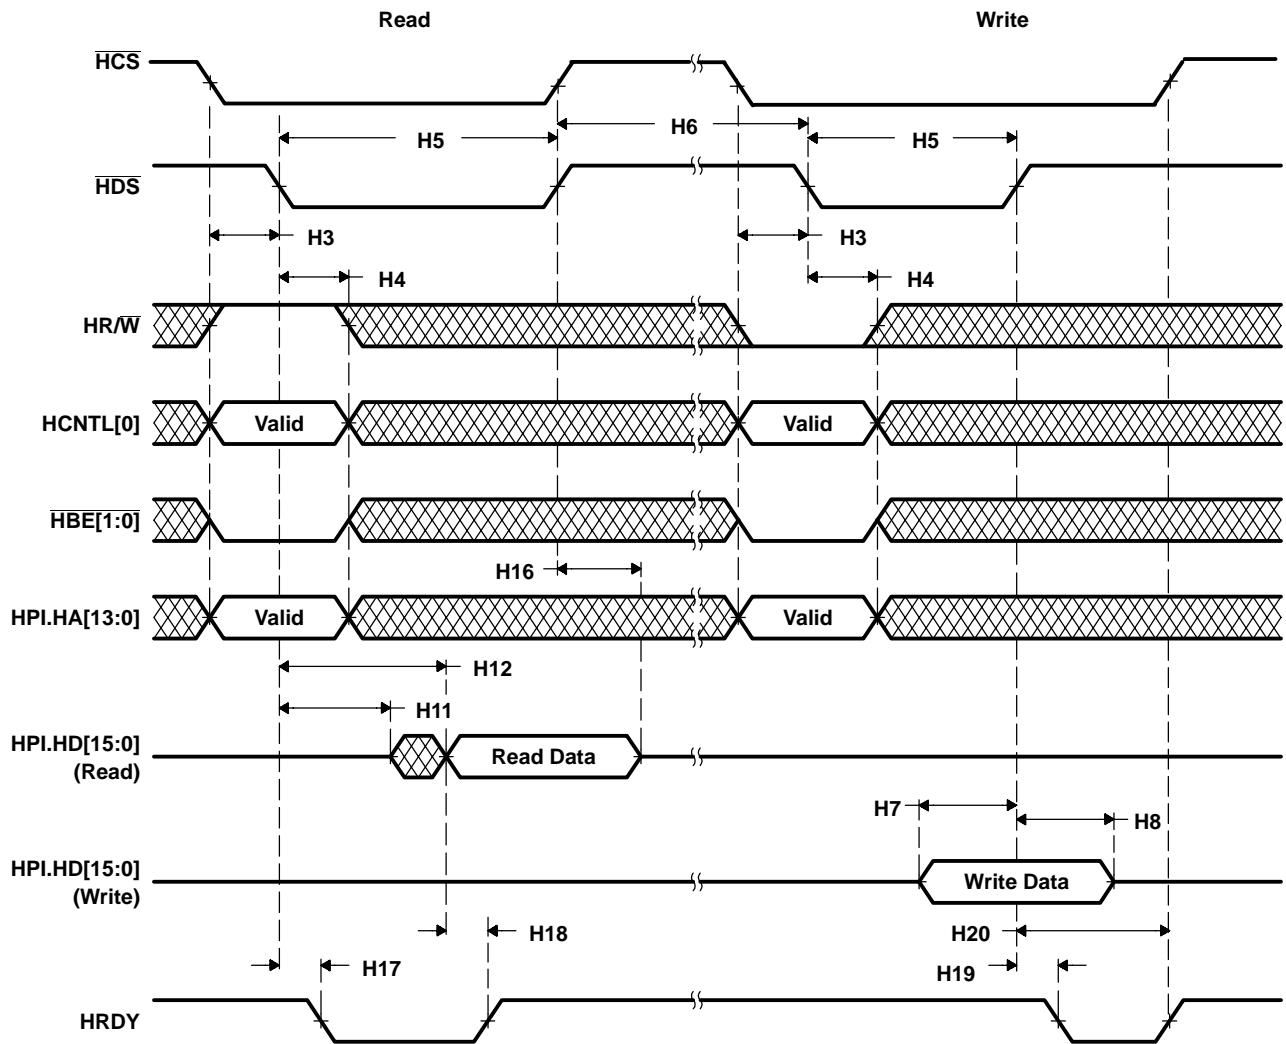 Read Write
HCS
H6
H5 H5
HDS
H3 H3
H4 H4
HR/W
HCNTL[0] Valid Valid
HBE[1:0]
H16
HPI.HA[13:0] Valid Valid
H12
H11
HPI.HD[15:0]
(Read)
Read Data
H7 H8
HPI.HD[15:0]
(Write)
Write Data
H18 H20
H17 H19
HRDY